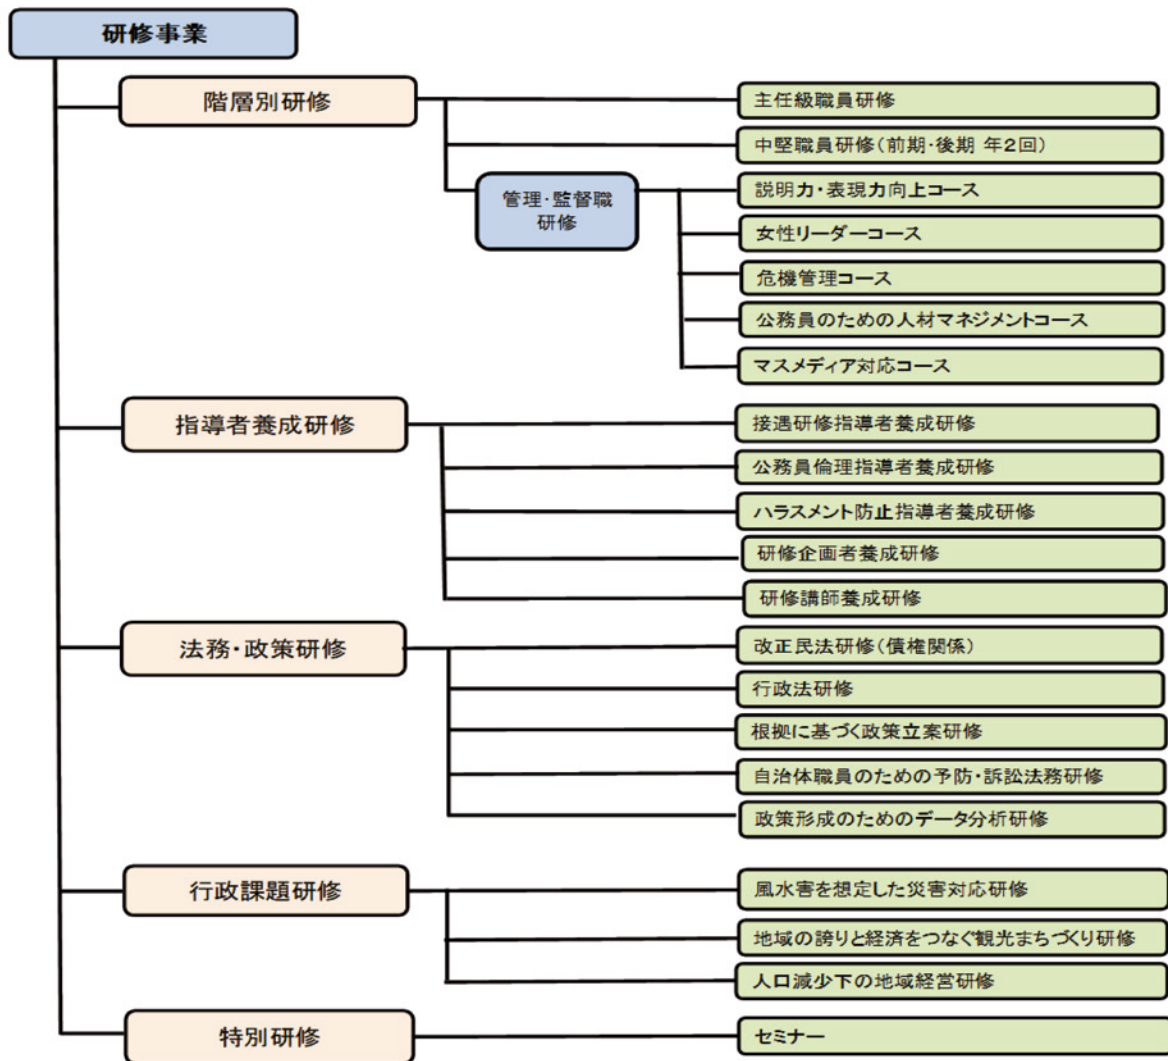 研修事業
階層別研修
主任級職員研修
中堅職員研修(前期・後期 年2回)
管理・監督職
研修
説明力・表現力向上コース
女性リーダーコース
危機管理コース
公務員のための人材マネジメントコース
マスメディア対応コース
指導者養成研修
接遇研修指導者養成研修
公務員倫理指導者養成研修
ハラスメント防止指導者養成研修
研修企画者養成研修
研修講師養成研修
法務・政策研修
改正民法研修(債権関係)
行政法研修
根拠に基づく政策立案研修
自治体職員のための予防・訴訟法務研修
政策形成のためのデータ分析研修
行政課題研修
風水害を想定した災害対応研修
地域の誇りと経済をつなぐ観光まちづくり研修
人口減少下の地域経営研修
特別研修
セミナー